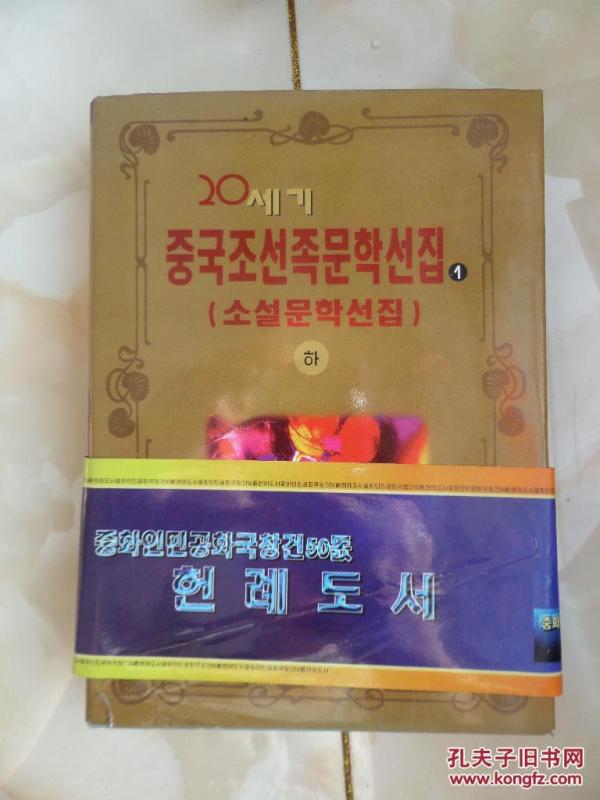 20세기
중국조선족문학선집 1
(소설문학선집)
하
중화인민공화국창건50돐
헌례도서
중화
孔夫子旧书网
www.kongfz.com